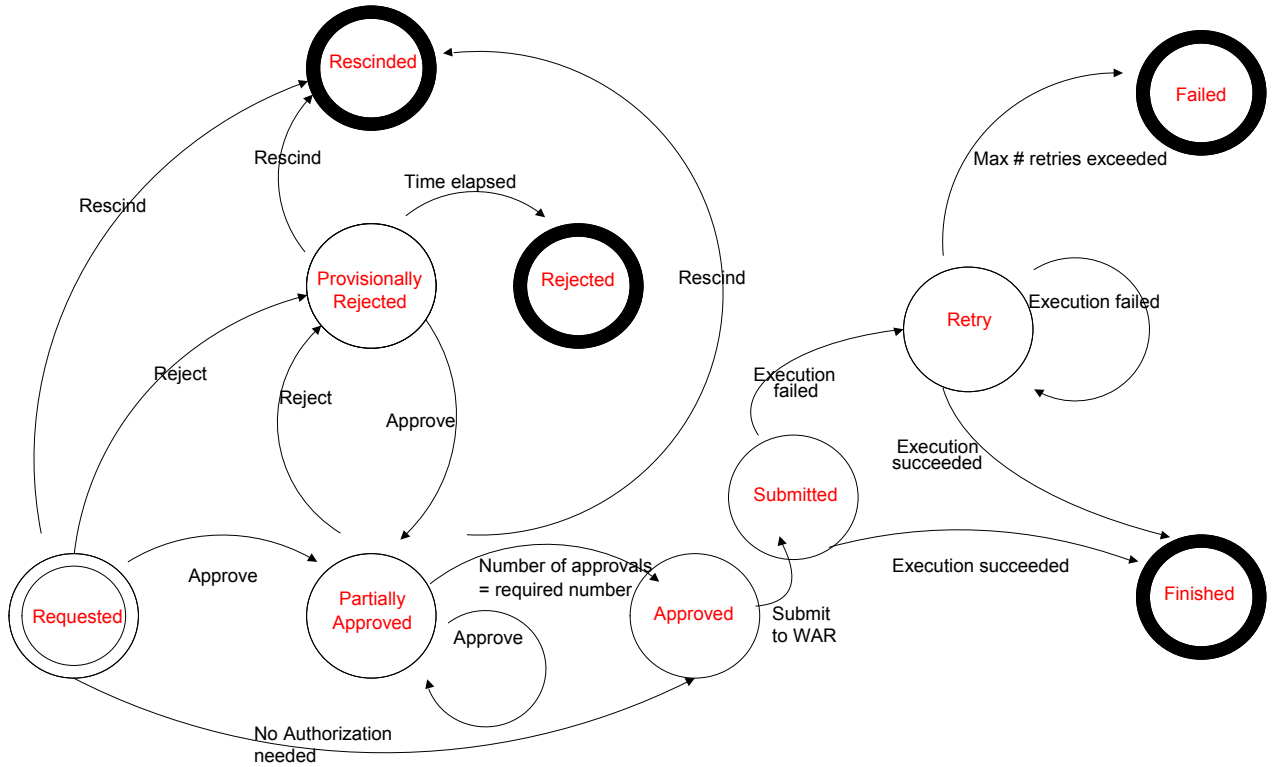 Rescinded
Failed
Rescind
Max # retries exceeded
Time elapsed
Rescind
Provisionally
Rejected
Rejected
Rescind
Execution failed
Retry
Reject
Execution
failed
Reject
Approve
Execution
succeeded
Submitted
Number of approvals
= required number
Execution succeeded
Approve
Requested
Partially
Approved
Approved
Submit
to WAR
Finished
Approve
No Authorization
needed